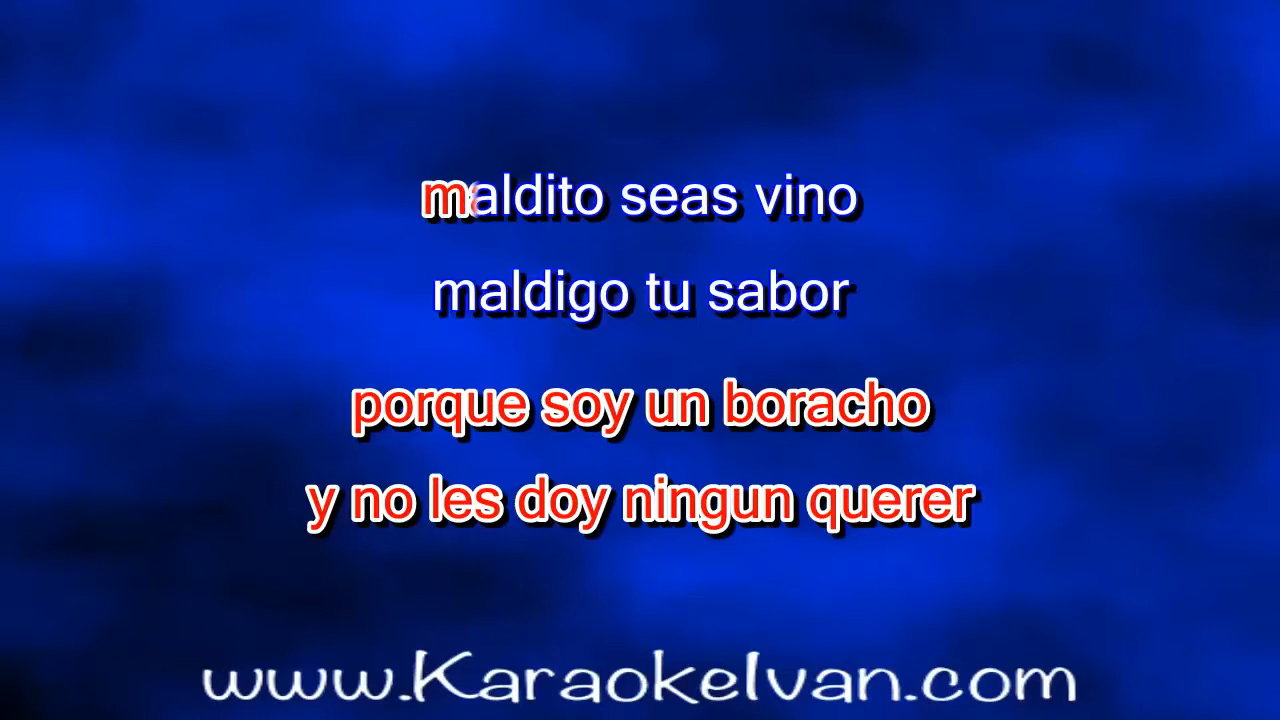 maldito seas vino
maldigo tu sabor
porque soy un boracho
y no les doy ningun querer
www.KaraokeIvan.com